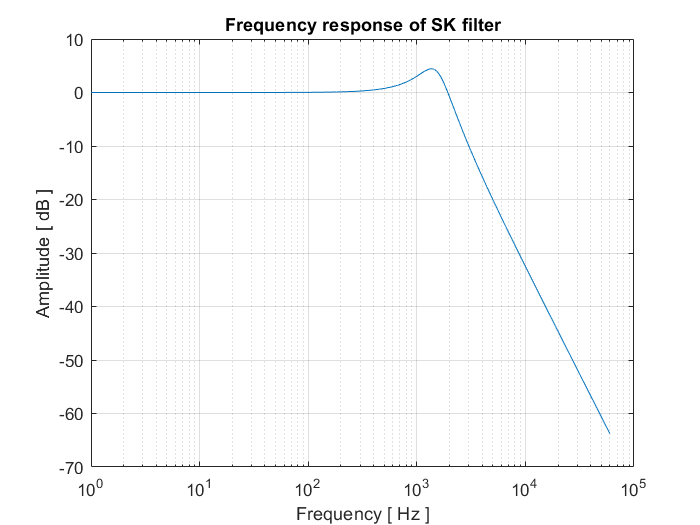 Frequency response of SK filter
10
0
-10
-20
-30
-40
-50
-60
-70
Amplitude [ dB ]
10^0 10^1 10^2 10^3 10^4 10^5
Frequency [ Hz ]